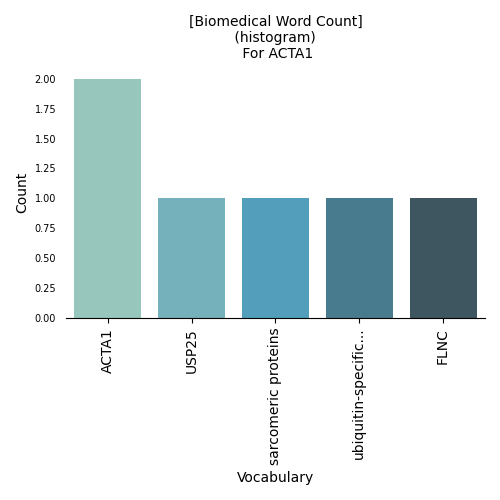 [Biomedical Word Count]
(histogram)
For ACTA1
Count
2.00
1.75
1.50
1.25
1.00
0.75
0.50
0.25
0.00
ACTA1
USP25
sarcomeric proteins
ubiquitin-specific...
FLNC
Vocabulary